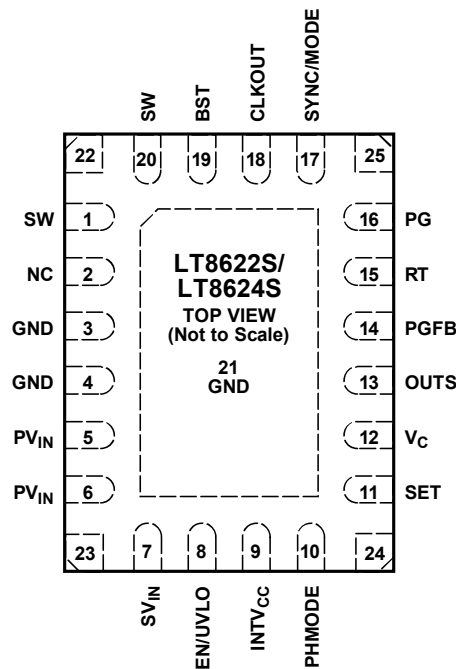 SW
BST
CLKOUT
SYNC/MODE
22
20
19
18
17
25
SW 1
NC 2
GND 3
GND 4
PVIN 5
PVIN 6
LT8622S/
LT8624S
TOP VIEW
(Not to Scale)
21
GND
16 PG
15 RT
14 PGFB
13 OUTS
12 VC
11 SET
23
7
8
9
10
24
SVIN
EN/UVLO
INTVCC
PHMODE